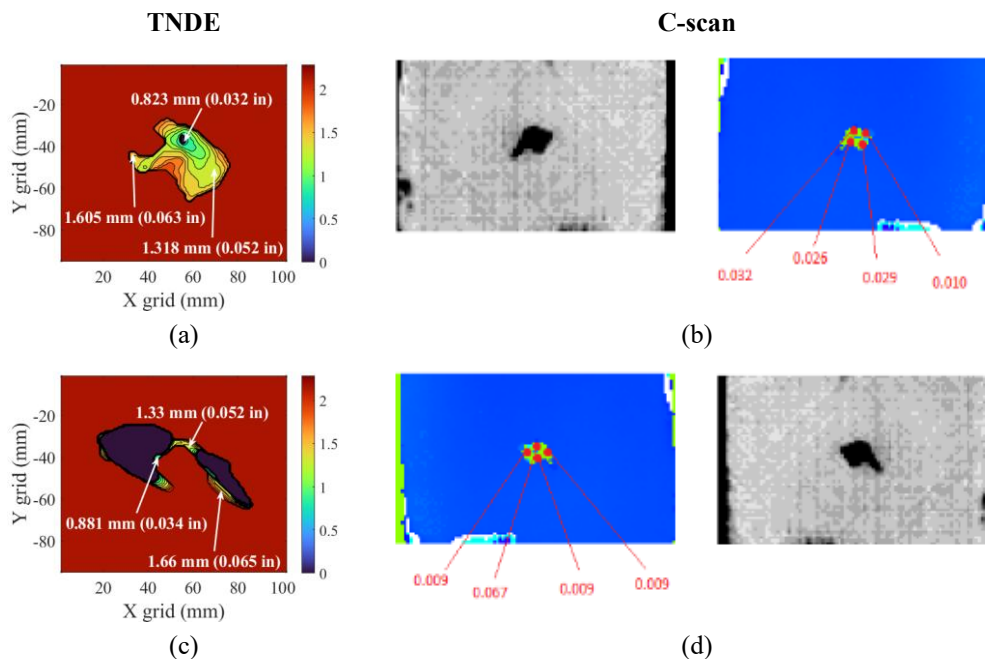 TNDE
C-scan
0.823 mm (0.032 in)
1.605 mm (0.063 in)
1.318 mm (0.052 in)
-20
-40
-60
-80
Y grid (mm)
20 40 60 80 100
X grid (mm)
2
1.5
1
0.5
0
(a)
0.032
0.026
0.029
0.010
(b)
1.33 mm (0.052 in)
0.881 mm (0.034 in)
1.66 mm (0.065 in)
-20
-40
-60
-80
Y grid (mm)
20 40 60 80 100
X grid (mm)
2
1.5
1
0.5
0
(c)
0.009
0.067
0.009
0.009
(d)